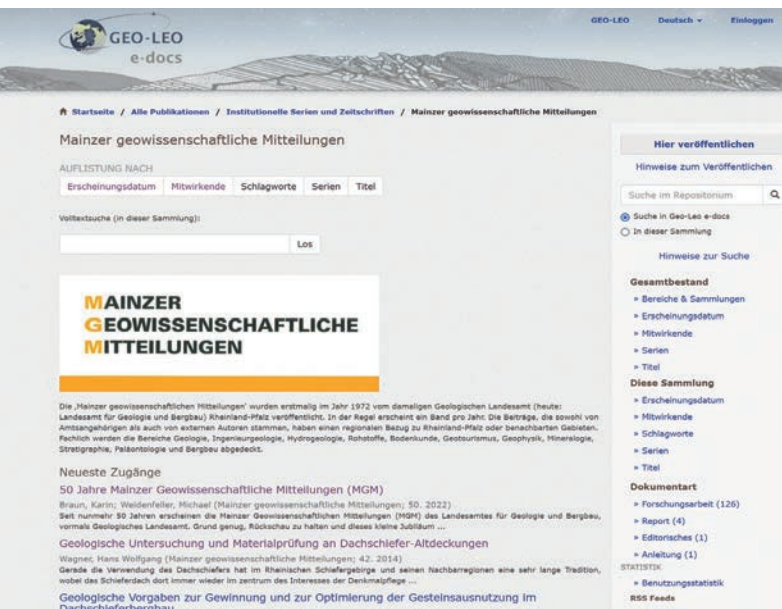 GEO-LEO
e-docs
GEO-LEO Deutsch Einloggen
Startseite / Alle Publikationen / Institutionelle Serien und Zeitschriften / Mainzer geowissenschaftliche Mitteilungen
Mainzer geowissenschaftliche Mitteilungen
AUFLISTUNG NACH
Erscheinungsdatum Mitwirkende Schlagworte Serien Titel
Volltextsuche (in dieser Sammlung):
Los
MAINZER
GEOWISSENSCHAFTLICHE
MITTEILUNGEN
Die ‚Mainzer geowissenschaftlichen Mitteilungen' wurden erstmalig im Jahr 1972 vom damaligen Geologischen Landesamt (heute:
Landesamt für Geologie und Bergbau) Rheinland-Pfalz veröffentlicht. In der Regel erscheint ein Band pro Jahr. Die Beiträge, die sowohl von
Amtsangehörigen als auch von externen Autoren stammen, haben einen regionalen Bezug zu Rheinland-Pfalz oder benachbarten Gebieten.
Fachlich werden die Bereiche Geologie, Ingenieurgeologie, Hydrogeologie, Rohstoffe, Bodenkunde, Geotourismus, Geophysik, Mineralogie,
Stratigraphie, Paläontologie und Bergbau abgedeckt.
Neueste Zugänge
50 Jahre Mainzer Geowissenschaftliche Mitteilungen (MGM)
Braun, Karin; Weidenfeller, Michael (Mainzer geowissenschaftliche Mitteilungen; 50. 2022)
Seit nunmehr 50 Jahren erscheinen die Mainzer Geowissenschaftlichen Mitteilungen (MGM) des Landesamtes für Geologie und Bergbau,
vormals Geologisches Landesamt. Grund genug, Rückschau zu halten und dieses kleine Jubiläum ...
Geologische Untersuchung und Materialprüfung an Dachschiefer-Altdeckungen
Wagner, Hans Wolfgang (Mainzer geowissenschaftliche Mitteilungen; 42. 2014)
Gerade die Verwendung des Dachschiefers hat im Rheinischen Schiefergebirge und seinen Nachbarregionen eine sehr lange Tradition,
wobei das Schieferdach dort immer wieder im zentrum des Interesses der Denkmalpflege ...
Geologische Vorgaben zur Gewinnung und zur Optimierung der Gesteinsausnutzung im
Dachschieferbergbau
Hier veröffentlichen
Hinweise zum Veröffentlichen
Suche im Repositorium
Suche in Geo-Leo e-docs
In dieser Sammlung
Hinweise zur Suche
Gesamtbestand
» Bereiche & Sammlungen
» Erscheinungsdatum
» Mitwirkende
» Serien
» Titel
Diese Sammlung
» Erscheinungsdatum
» Mitwirkende
» Schlagworte
» Serien
» Titel
Dokumentart
» Forschungsarbeit (126)
» Report (4)
» Editorisches (1)
» Anleitung (1)
STATISTIK
» Benutzungsstatistik
RSS Feeds